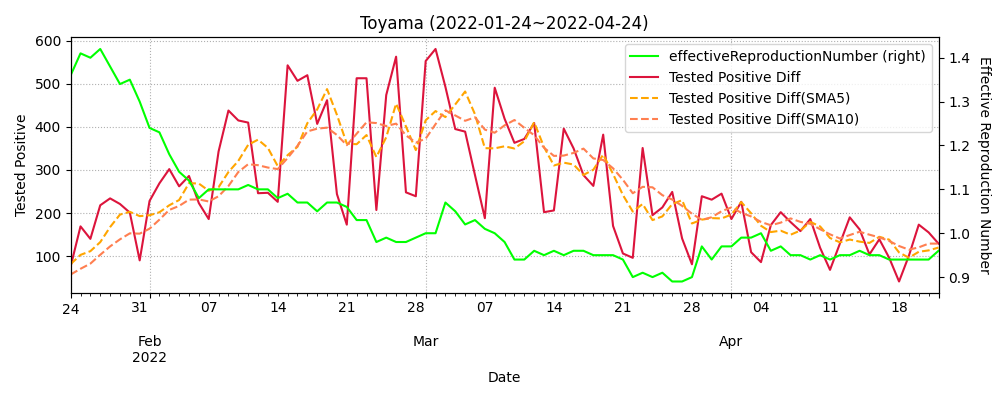 Toyama (2022-01-24~2022-04-24)
effectiveReproductionNumber (right)
Tested Positive Diff
Tested Positive Diff(SMA5)
Tested Positive Diff(SMA10)
Tested Positive
600
500
400
300
200
100
1.4
1.3
1.2
1.1
1.0
0.9
Effective Reproduction Number
24 31 07 14 21 28 07 14 21 28 04 11 18
Feb Mar Apr
2022
Date